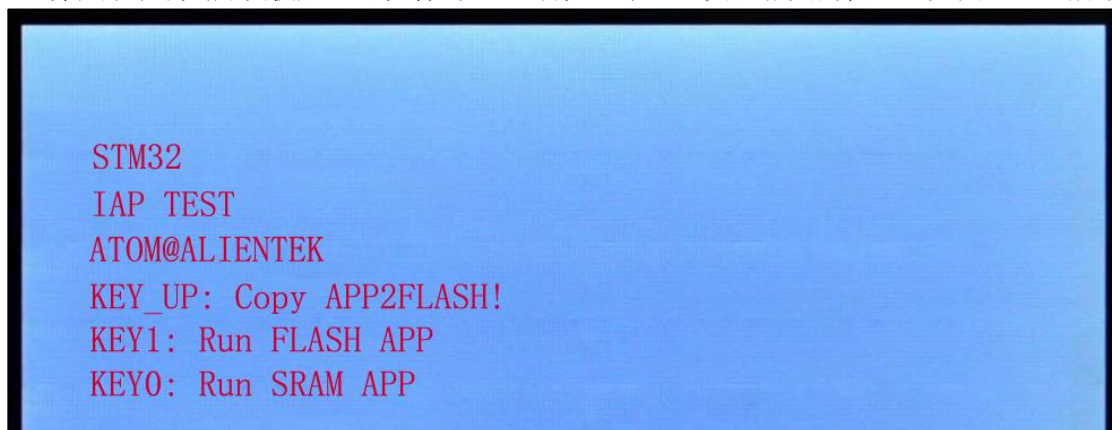 STM32
IAP TEST
ATOM@ALIENTEK
KEY_UP: Copy APP2FLASH!
KEY1: Run FLASH APP
KEY0: Run SRAM APP